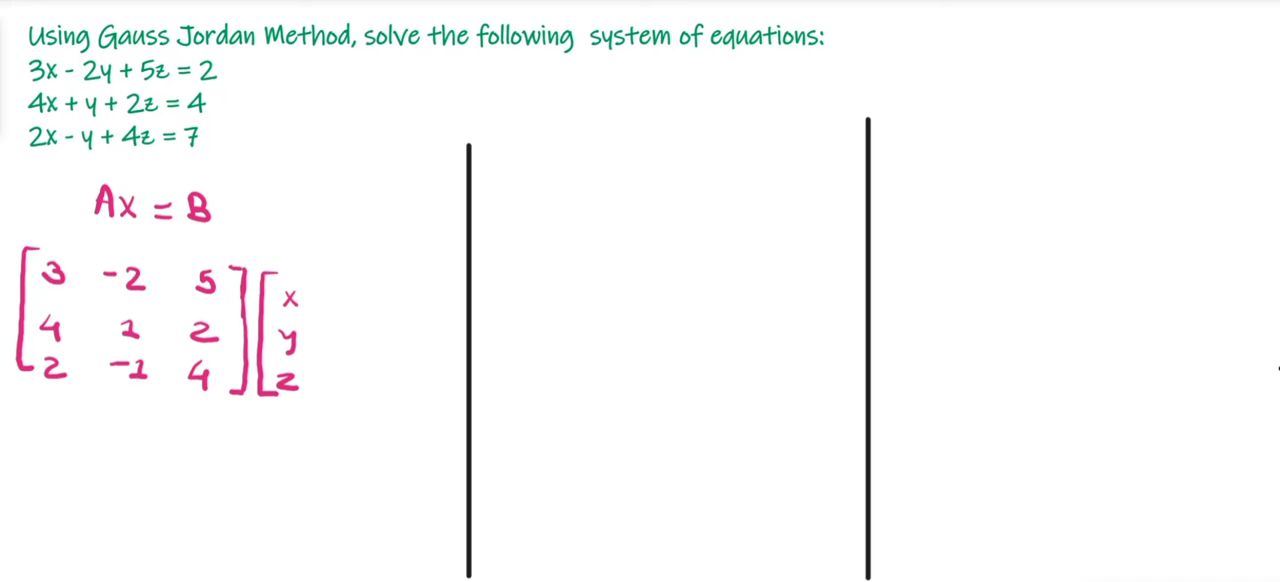 Using Gauss Jordan Method, solve the following system of equations:
3x - 2y + 5z = 2
4x + y + 2z = 4
2x - y + 4z = 7
AX = B
3 -2 5 x
4 1 2 y
2 -1 4 z